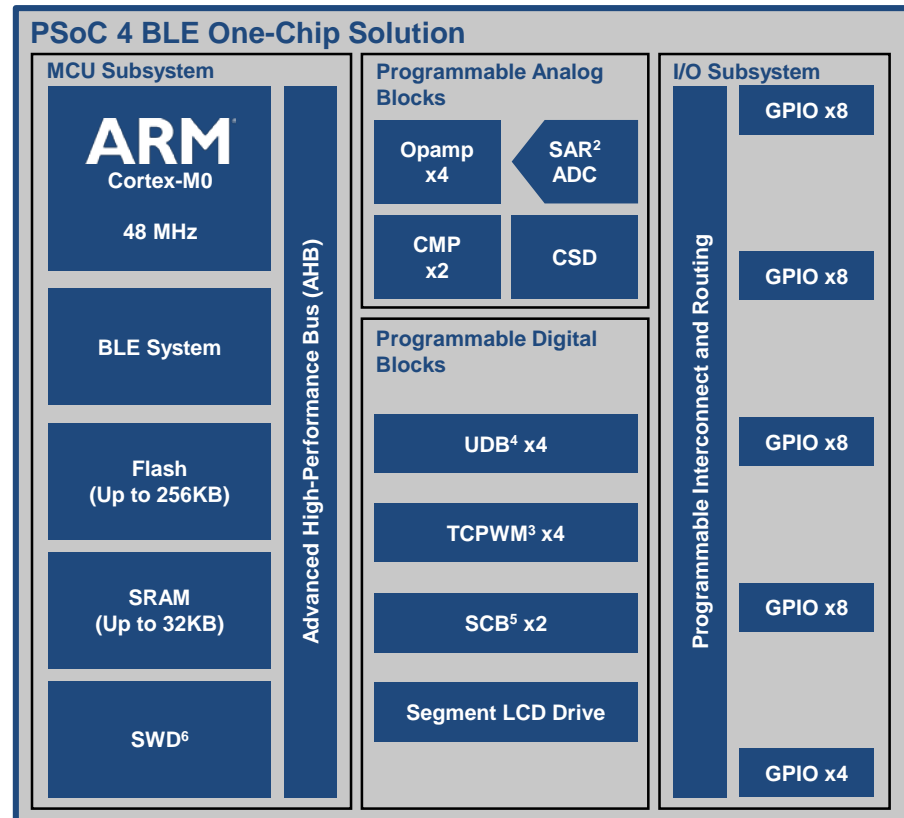 PSoC 4 BLE One-Chip Solution
MCU Subsystem
ARM®
Cortex-M0
48 MHz
BLE System
Flash
(Up to 256KB)
SRAM
(Up to 32KB)
SWD⁶
Advanced High-Performance Bus (AHB)
Programmable Analog
Blocks
Opamp
x4
SAR²
ADC
CMP
x2
CSD
Programmable Digital
Blocks
UDB⁴ x4
TCPWM³ x4
SCB⁵ x2
Segment LCD Drive
I/O Subsystem
Programmable Interconnect and Routing
GPIO x8
GPIO x8
GPIO x8
GPIO x8
GPIO x4